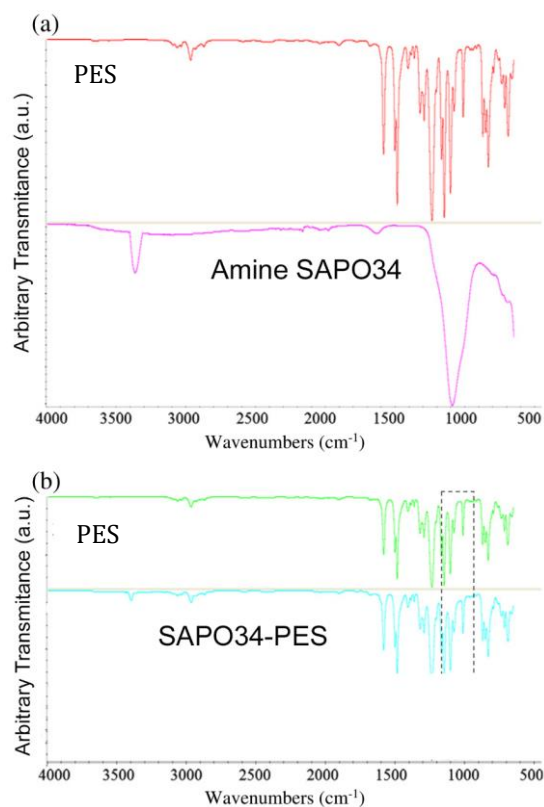 (a)
PES
Amine SAPO34
Arbitrary Transmitance (a.u.)
4000 3500 3000 2500 2000 1500 1000 500
Wavenumbers (cm⁻¹)
(b)
PES
SAPO34-PES
Arbitrary Transmitance (a.u.)
4000 3500 3000 2500 2000 1500 1000 500
Wavenumbers (cm⁻¹)